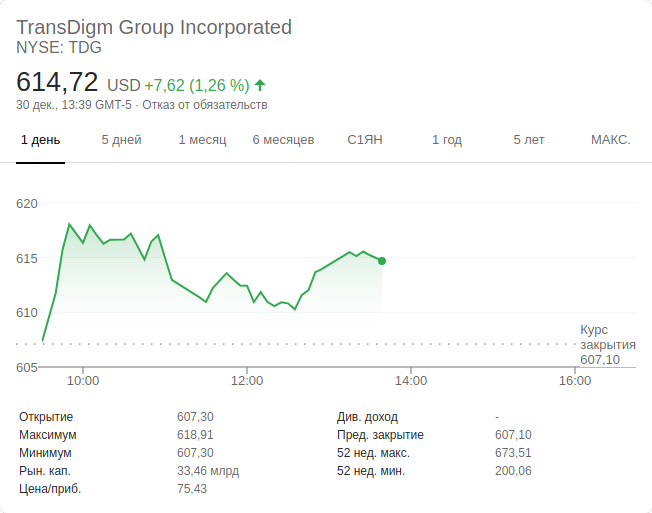 TransDigm Group Incorporated
NYSE: TDG
614,72 USD +7,62 (1,26 %)
30 дек., 13:39 GMT-5 · Отказ от обязательств
1 день 5 дней 1 месяц 6 месяцев С1ЯН 1 год 5 лет МАКС.
620
615
610
605
Курс
закрытия
607,10
10:00 12:00 14:00 16:00
Открытие 607,30 Див. доход -
Максимум 618,91 Пред. закрытие 607,10
Минимум 607,30 52 нед. макс. 673,51
Рын. кап. 33,46 млрд 52 нед. мин. 200,06
Цена/приб. 75,43